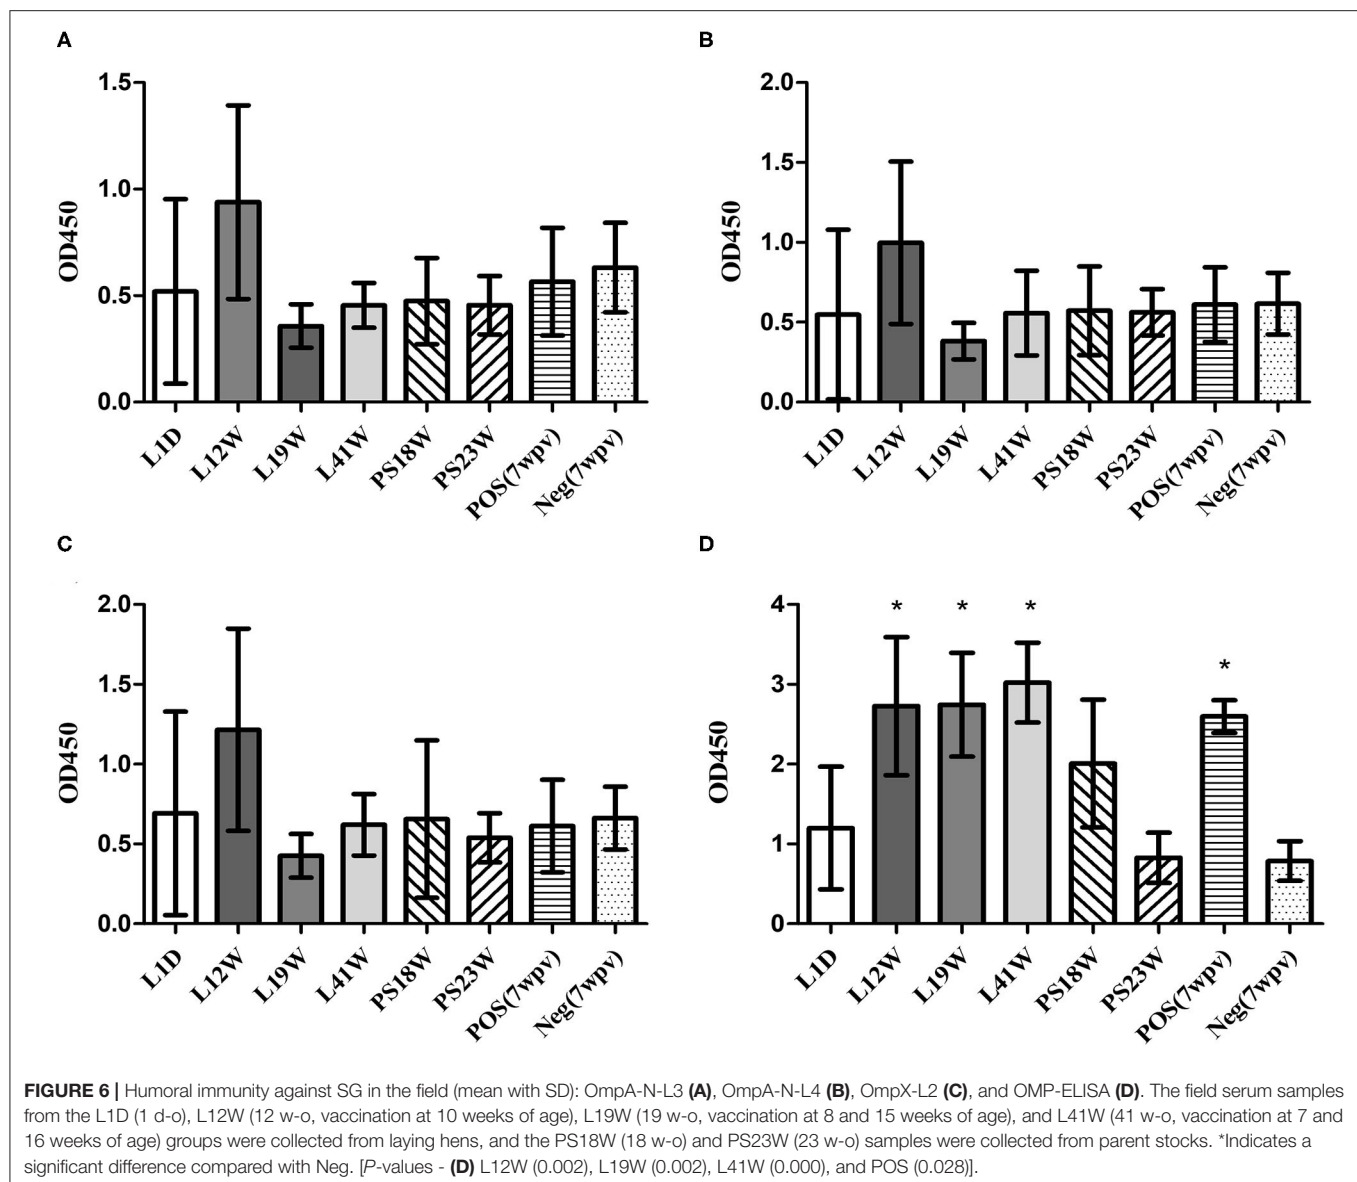 A
1.5
1.0
0.5
0.0
OD450
L1D
L12W
L19W
L41W
PS18W
PS23W
POS(7wpv)
Neg(7wpv)
B
2.0
1.5
1.0
0.5
0.0
OD450
L1D
L12W
L19W
L41W
PS18W
PS23W
POS(7wpv)
Neg(7wpv)
C
2.0
1.5
1.0
0.5
0.0
OD450
L1D
L12W
L19W
L41W
PS18W
PS23W
POS(7wpv)
Neg(7wpv)
D
4
3
2
1
0
OD450
* * * *
L1D
L12W
L19W
L41W
PS18W
PS23W
POS(7wpv)
Neg(7wpv)
FIGURE 6 | Humoral immunity against SG in the field (mean with SD): OmpA-N-L3 (A), OmpA-N-L4 (B), OmpX-L2 (C), and OMP-ELISA (D). The field serum samples
from the L1D (1 d-o), L12W (12 w-o, vaccination at 10 weeks of age), L19W (19 w-o, vaccination at 8 and 15 weeks of age), and L41W (41 w-o, vaccination at 7 and
16 weeks of age) groups were collected from laying hens, and the PS18W (18 w-o) and PS23W (23 w-o) samples were collected from parent stocks. *Indicates a
significant difference compared with Neg. [P-values - (D) L12W (0.002), L19W (0.002), L41W (0.000), and POS (0.028)].